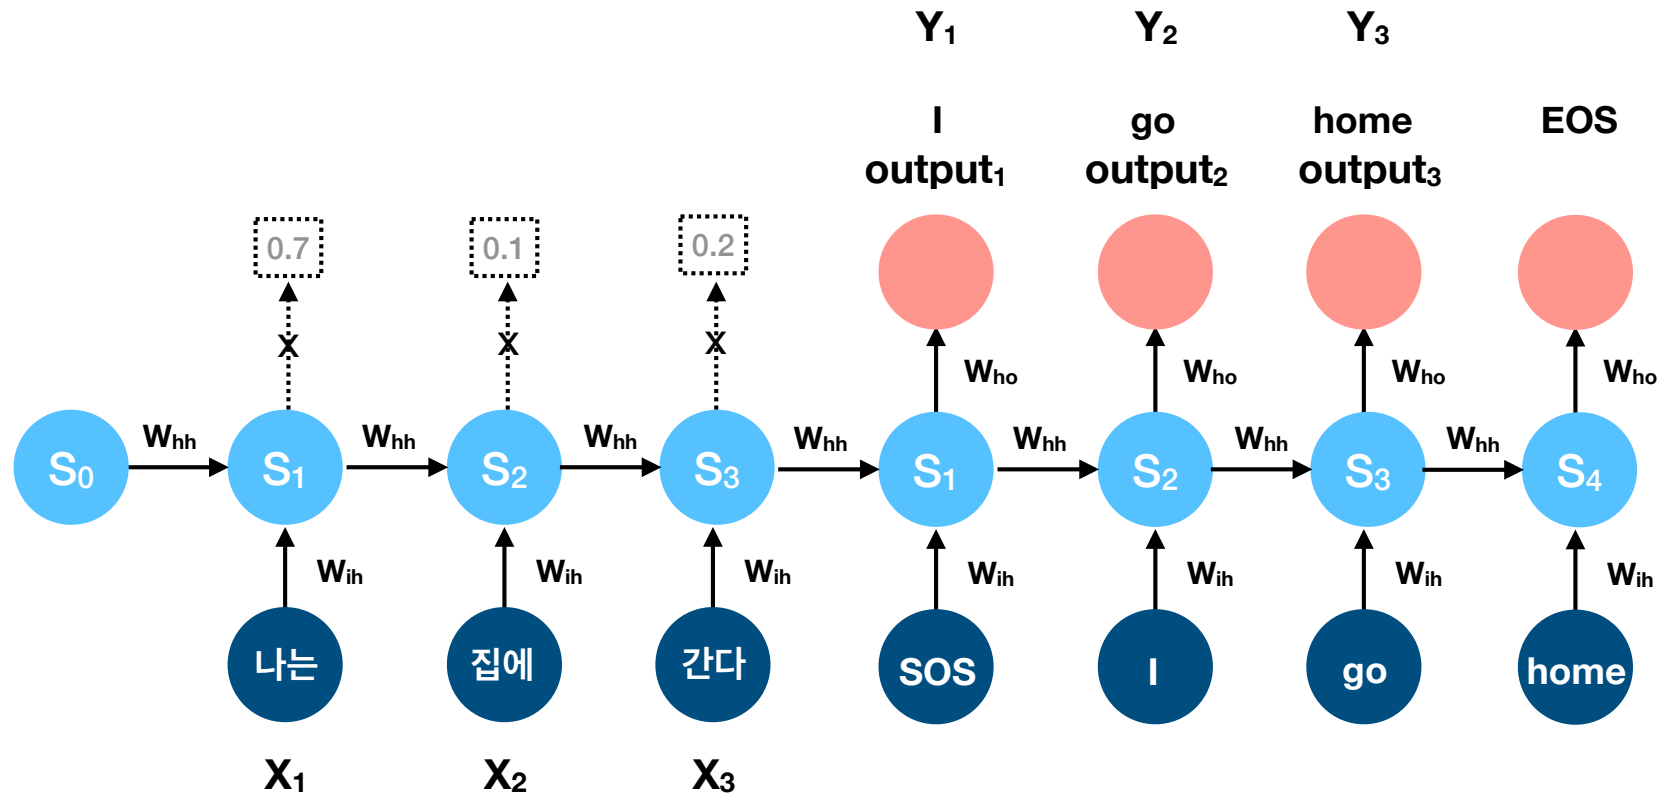 Y1 Y2 Y3
I go home EOS
output1 output2 output3
0.7 0.1 0.2
X X X
Who Who Who Who
Whh Whh Whh Whh Whh Whh Whh
S0 S1 S2 S3 S1 S2 S3 S4
Wih Wih Wih Wih Wih Wih Wih
나는 집에 간다 SOS I go home
X1 X2 X3